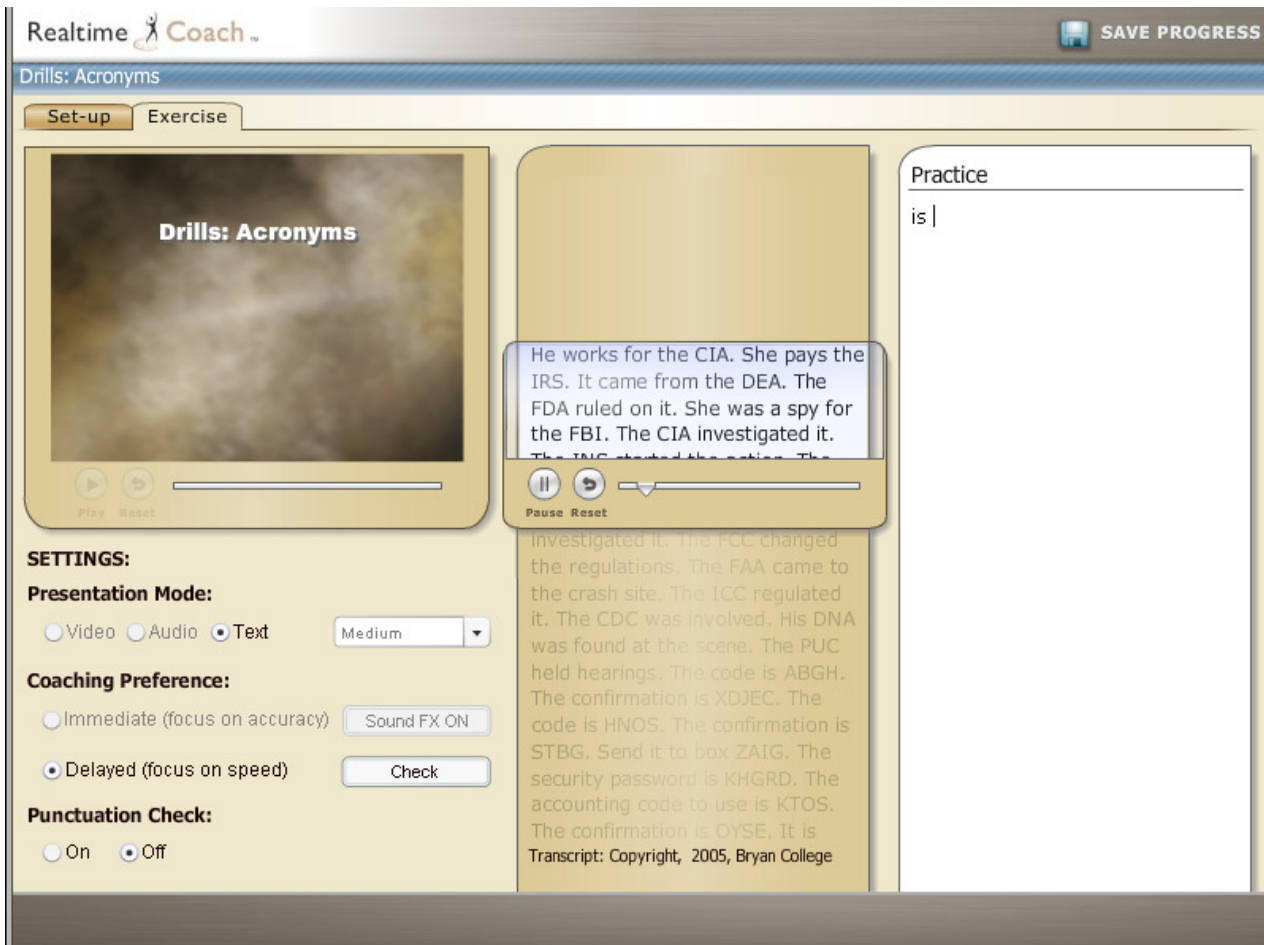 Realtime Coach ™
SAVE PROGRESS
Drills: Acronyms
Set-up
Exercise
Drills: Acronyms
Play
Reset
SETTINGS:
Presentation Mode:
Video
Audio
Text
Medium
Coaching Preference:
Immediate (focus on accuracy)
Sound FX ON
Delayed (focus on speed)
Check
Punctuation Check:
On
Off
He works for the CIA. She pays the
IRS. It came from the DEA. The
FDA ruled on it. She was a spy for
the FBI. The CIA investigated it.
The INS started the action. The
Pause
Reset
investigated it. The FCC changed
the regulations. The FAA came to
the crash site. The ICC regulated
it. The CDC was involved. His DNA
was found at the scene. The PUC
held hearings. The code is ABGH.
The confirmation is XDJEC. The
code is HNOS. The confirmation is
STBG. Send it to box ZAIG. The
security password is KHGRD. The
accounting code to use is KTOS.
The confirmation is OYSE. It is
Transcript: Copyright, 2005, Bryan College
Practice
is